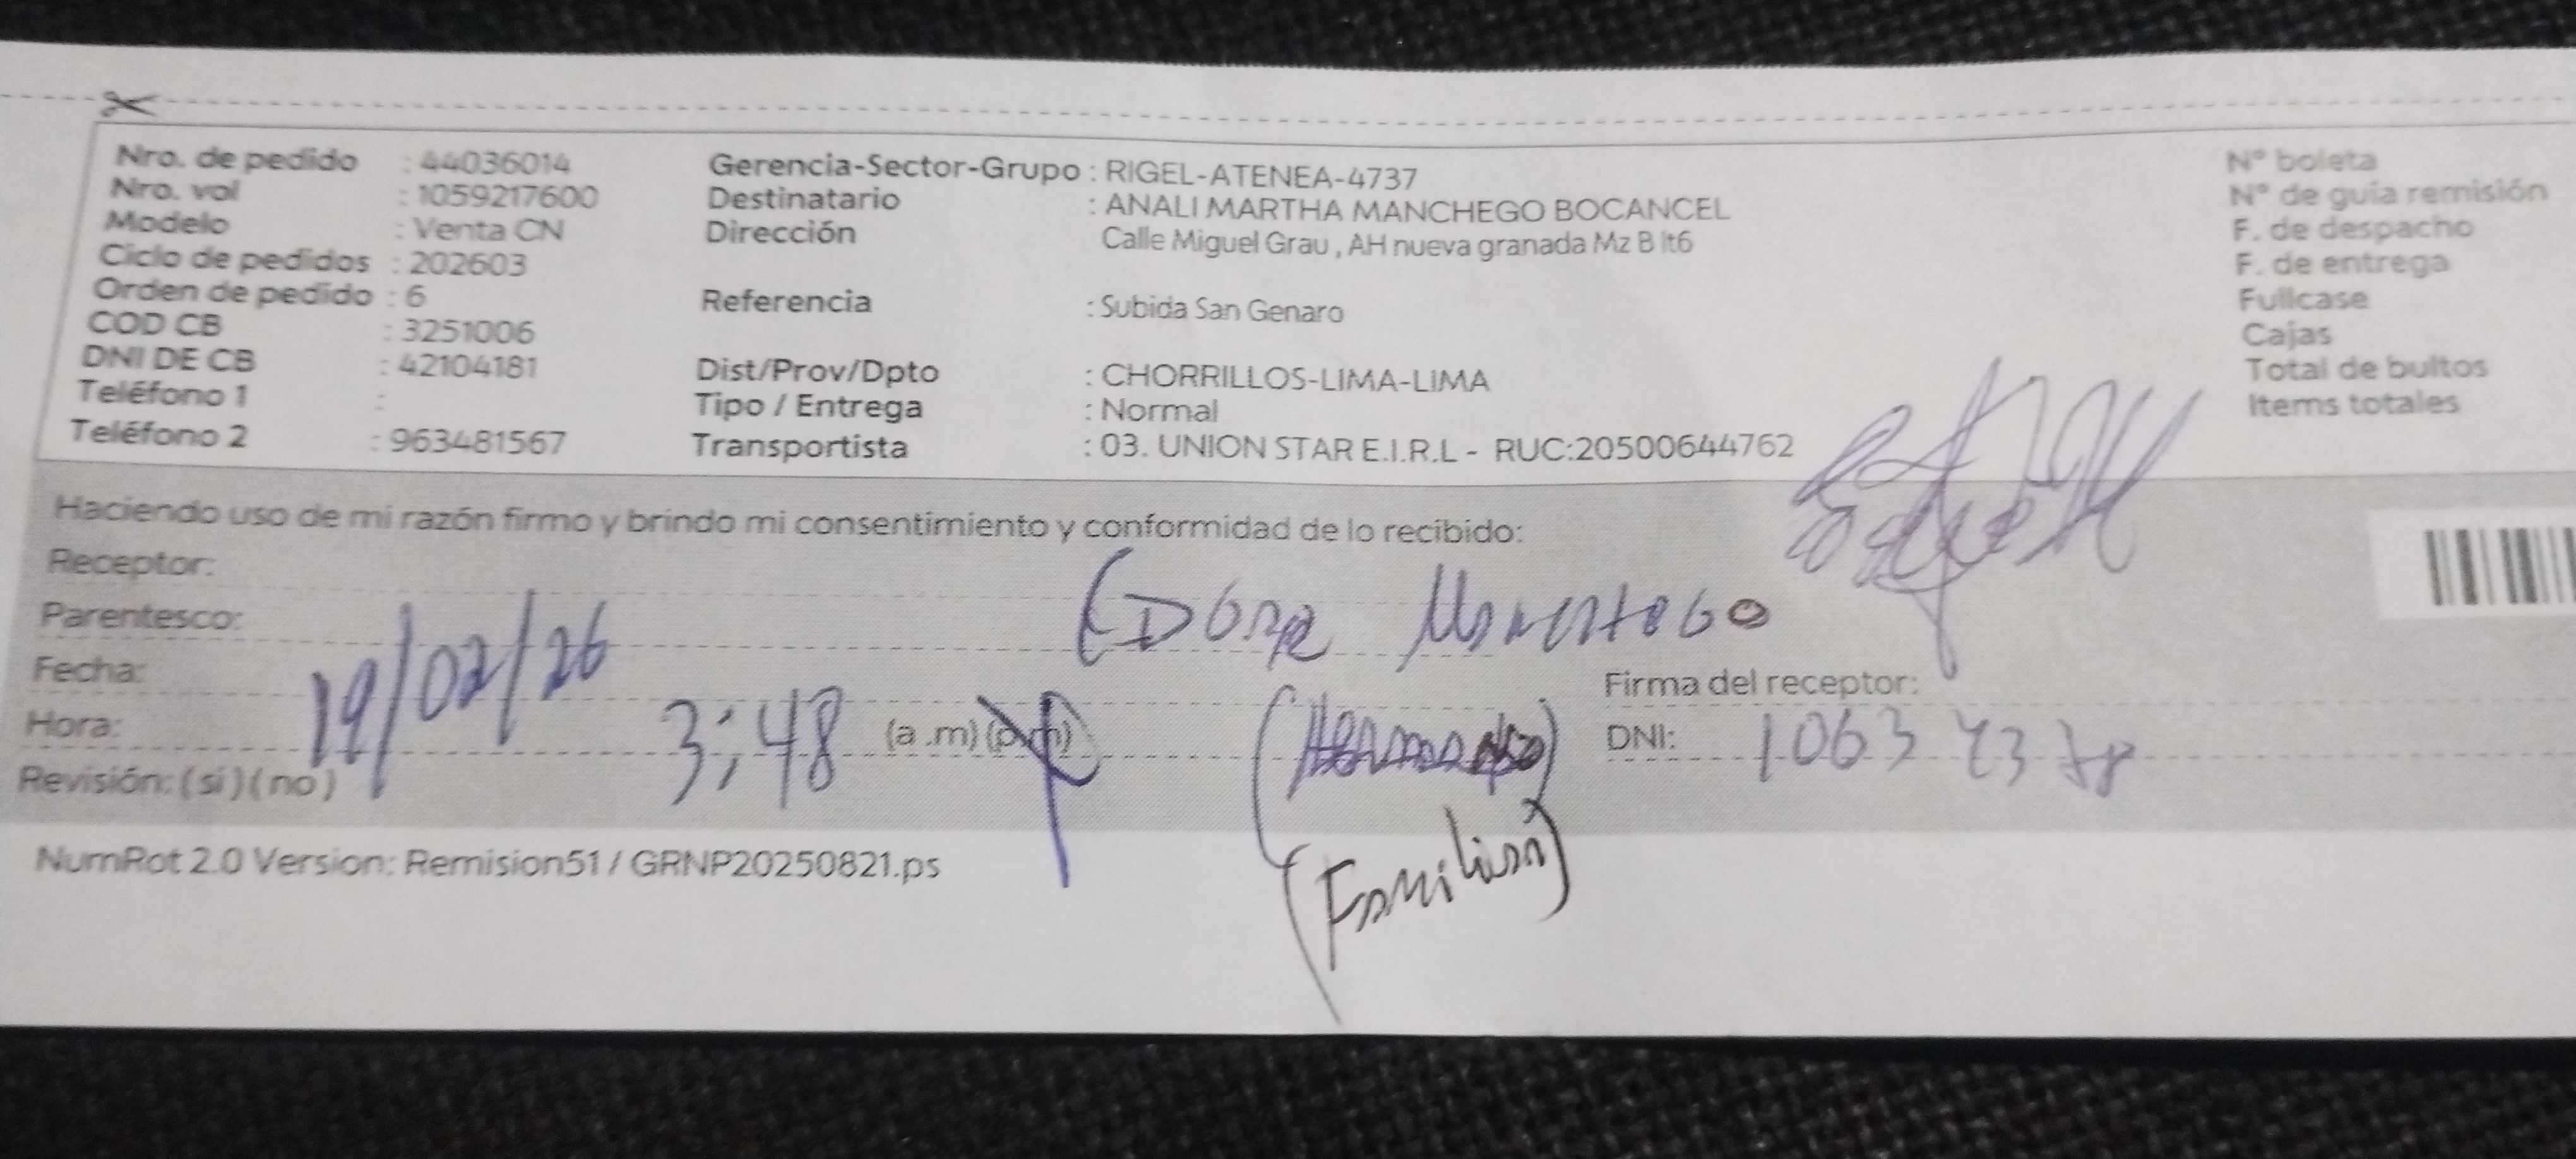 Nro. de pedido : 44036014
Nro. val : 1059217600
Modelo : Venta CN
Ciclo de pedidos : 202603
Orden de pedido : 6
COD CB : 3251006
DNI DE CB : 42104181
Teléfono 1 :
Teléfono 2 : 963481567
Gerencia-Sector-Grupo : RIGEL-ATENEA-4737
Destinatario : ANALI MARTHA MANCHEGO BOCANCEL
Dirección Calle Miguel Grau , AH nueva granada Mz B lt6
Referencia : Subida San Genaro
Dist/Prov/Dpto : CHORRILLOS-LIMA-LIMA
Tipo / Entrega : Normal
Transportista : 03. UNION STAR E.I.R.L - RUC:20500644762
N° boleta
N° de guia remisión
F. de despacho
F. de entrega
Fullcase
Cajas
Total de bultos
Items totales
Haciendo uso de mi razón firmo y brindo mi consentimiento y conformidad de lo recibido:
Receptor:
Parentesco:
Fecha: 19/02/26
Hora: 3:48 (a .m) (p.m)
Revisión: (si) (no)
(Familiar)
Firma del receptor:
DNI:
NumRot 2.0 Version: Remision51 / GRNP20250821.ps